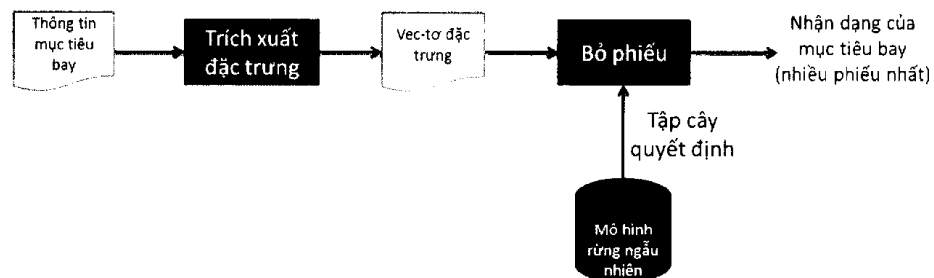 Thông tin
mục tiêu
bay
Trích xuất
đặc trưng
Vec-tơ đặc
trưng
Bỏ phiếu
Nhận dạng của
mục tiêu bay
(nhiều phiếu nhất)
Tập cây
quyết định
Mô hình
rừng ngẫu
nhiên